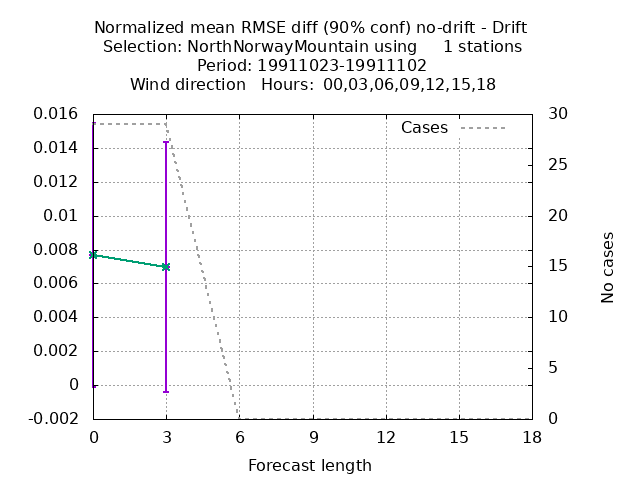 Normalized mean RMSE diff (90% conf) no-drift - Drift
Selection: NorthNorwayMountain using 1 stations
Period: 19911023-19911102
Wind direction Hours: 00,03,06,09,12,15,18
Cases
0.016
0.014
0.012
0.01
0.008
0.006
0.004
0.002
0
-0.002
30
25
20
15
10
5
0
No cases
0 3 6 9 12 15 18
Forecast length